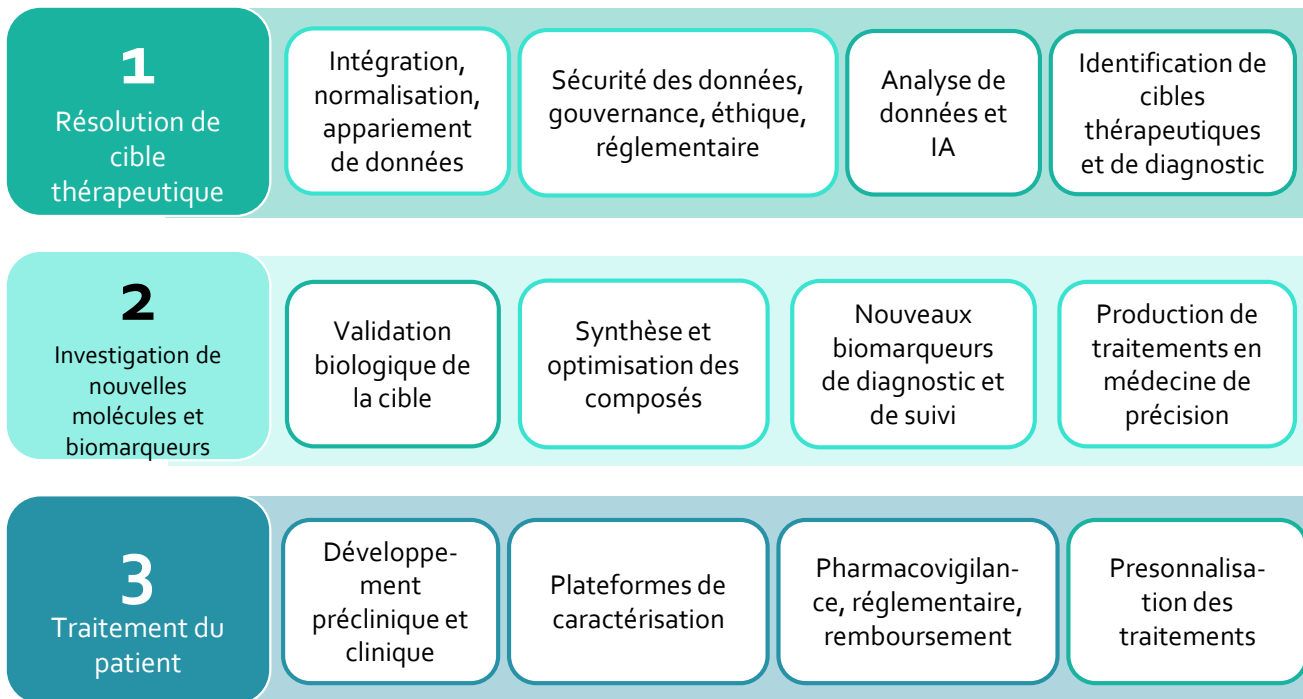 1
Résolution de
cible
thérapeutique
Intégration,
normalisation,
appariement
de données
Sécurité des données,
gouvernance, éthique,
réglementaire
Analyse de
données et
IA
Identification de
cibles
thérapeutiques
et de diagnostic
2
Investigation de
nouvelles
molécules et
biomarqueurs
Validation
biologique de
la cible
Synthèse et
optimisation des
composés
Nouveaux
biomarqueurs
de diagnostic et
de suivi
Production de
traitements en
médecine de
précision
3
Traitement du
patient
Développe-
ment
préclinique et
clinique
Plateformes de
caractérisation
Pharmacovigilan-
ce, réglementaire,
remboursement
Presonnalisa-
tion des
traitements